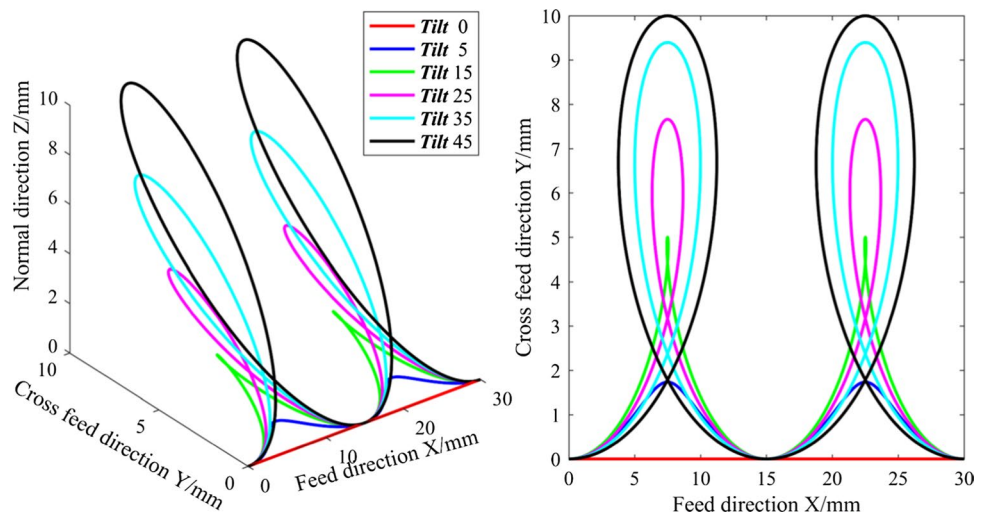 Tilt 0
Tilt 5
Tilt 15
Tilt 25
Tilt 35
Tilt 45
Normal direction Z/mm
10
8
6
4
2
0
Cross feed direction Y/mm
10
5
0
Feed direction X/mm
0
10
20
30
Cross feed direction Y/mm
10
9
8
7
6
5
4
3
2
1
0
0 5 10 15 20 25 30
Feed direction X/mm